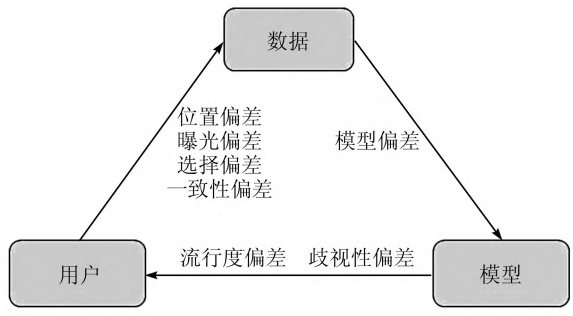 数据
位置偏差
曝光偏差
选择偏差
一致性偏差
模型偏差
用户
流行度偏差 歧视性偏差
模型